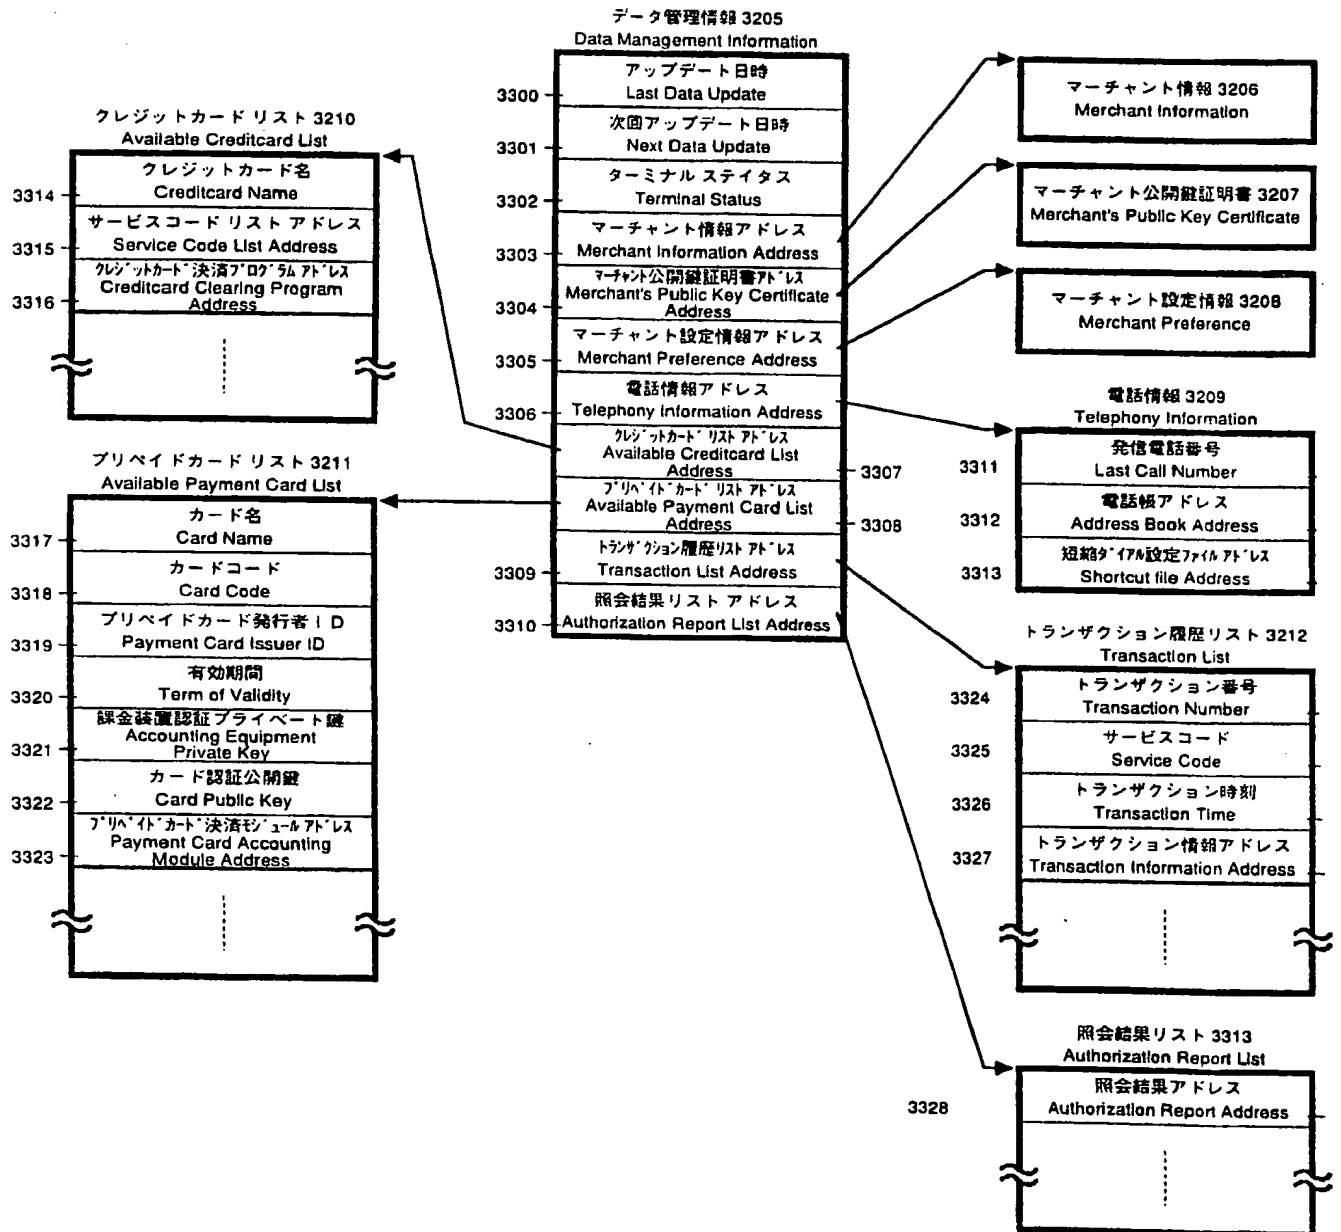 データ管理情報 3205
Data Management Information
アップデート日時
Last Data Update
3300
次回アップデート日時
Next Data Update
3301
ターミナル ステイタス
Terminal Status
3302
マーチャント情報アドレス
Merchant Information Address
3303
マーチャント公開鍵証明書アドレス
Merchant's Public Key Certificate
Address
3304
マーチャント設定情報アドレス
Merchant Preference Address
3305
電話情報アドレス
Telephony Information Address
3306
クレジットカード リスト アドレス
Available Creditcard List
Address
3307
プリペイドカード リスト アドレス
Available Payment Card List
Address
3308
トランザクション履歴リスト アドレス
Transaction List Address
3309
照会結果リスト アドレス
Authorization Report List Address
3310
クレジットカード リスト 3210
Available Creditcard List
クレジットカード名
Creditcard Name
3314
サービスコード リスト アドレス
Service Code List Address
3315
クレジットカード決済プログラム アドレス
Creditcard Clearing Program
Address
3316
プリペイドカード リスト 3211
Available Payment Card List
カード名
Card Name
3317
カードコード
Card Code
3318
プリペイドカード発行者ID
Payment Card Issuer ID
3319
有効期間
Term of Validity
3320
課金装置認証プライベート鍵
Accounting Equipment
Private Key
3321
カード認証公開鍵
Card Public Key
3322
プリペイドカード決済モジュール アドレス
Payment Card Accounting
Module Address
3323
マーチャント情報 3206
Merchant Information
マーチャント公開鍵証明書 3207
Merchant's Public Key Certificate
マーチャント設定情報 3208
Merchant Preference
電話情報 3209
Telephony Information
発信電話番号
Last Call Number
3311
電話帳アドレス
Address Book Address
3312
短縮ダイアル設定ファイル アドレス
Shortcut file Address
3313
トランザクション履歴リスト 3212
Transaction List
トランザクション番号
Transaction Number
3324
サービスコード
Service Code
3325
トランザクション時刻
Transaction Time
3326
トランザクション情報アドレス
Transaction Information Address
3327
照会結果リスト 3313
Authorization Report List
照会結果アドレス
Authorization Report Address
3328